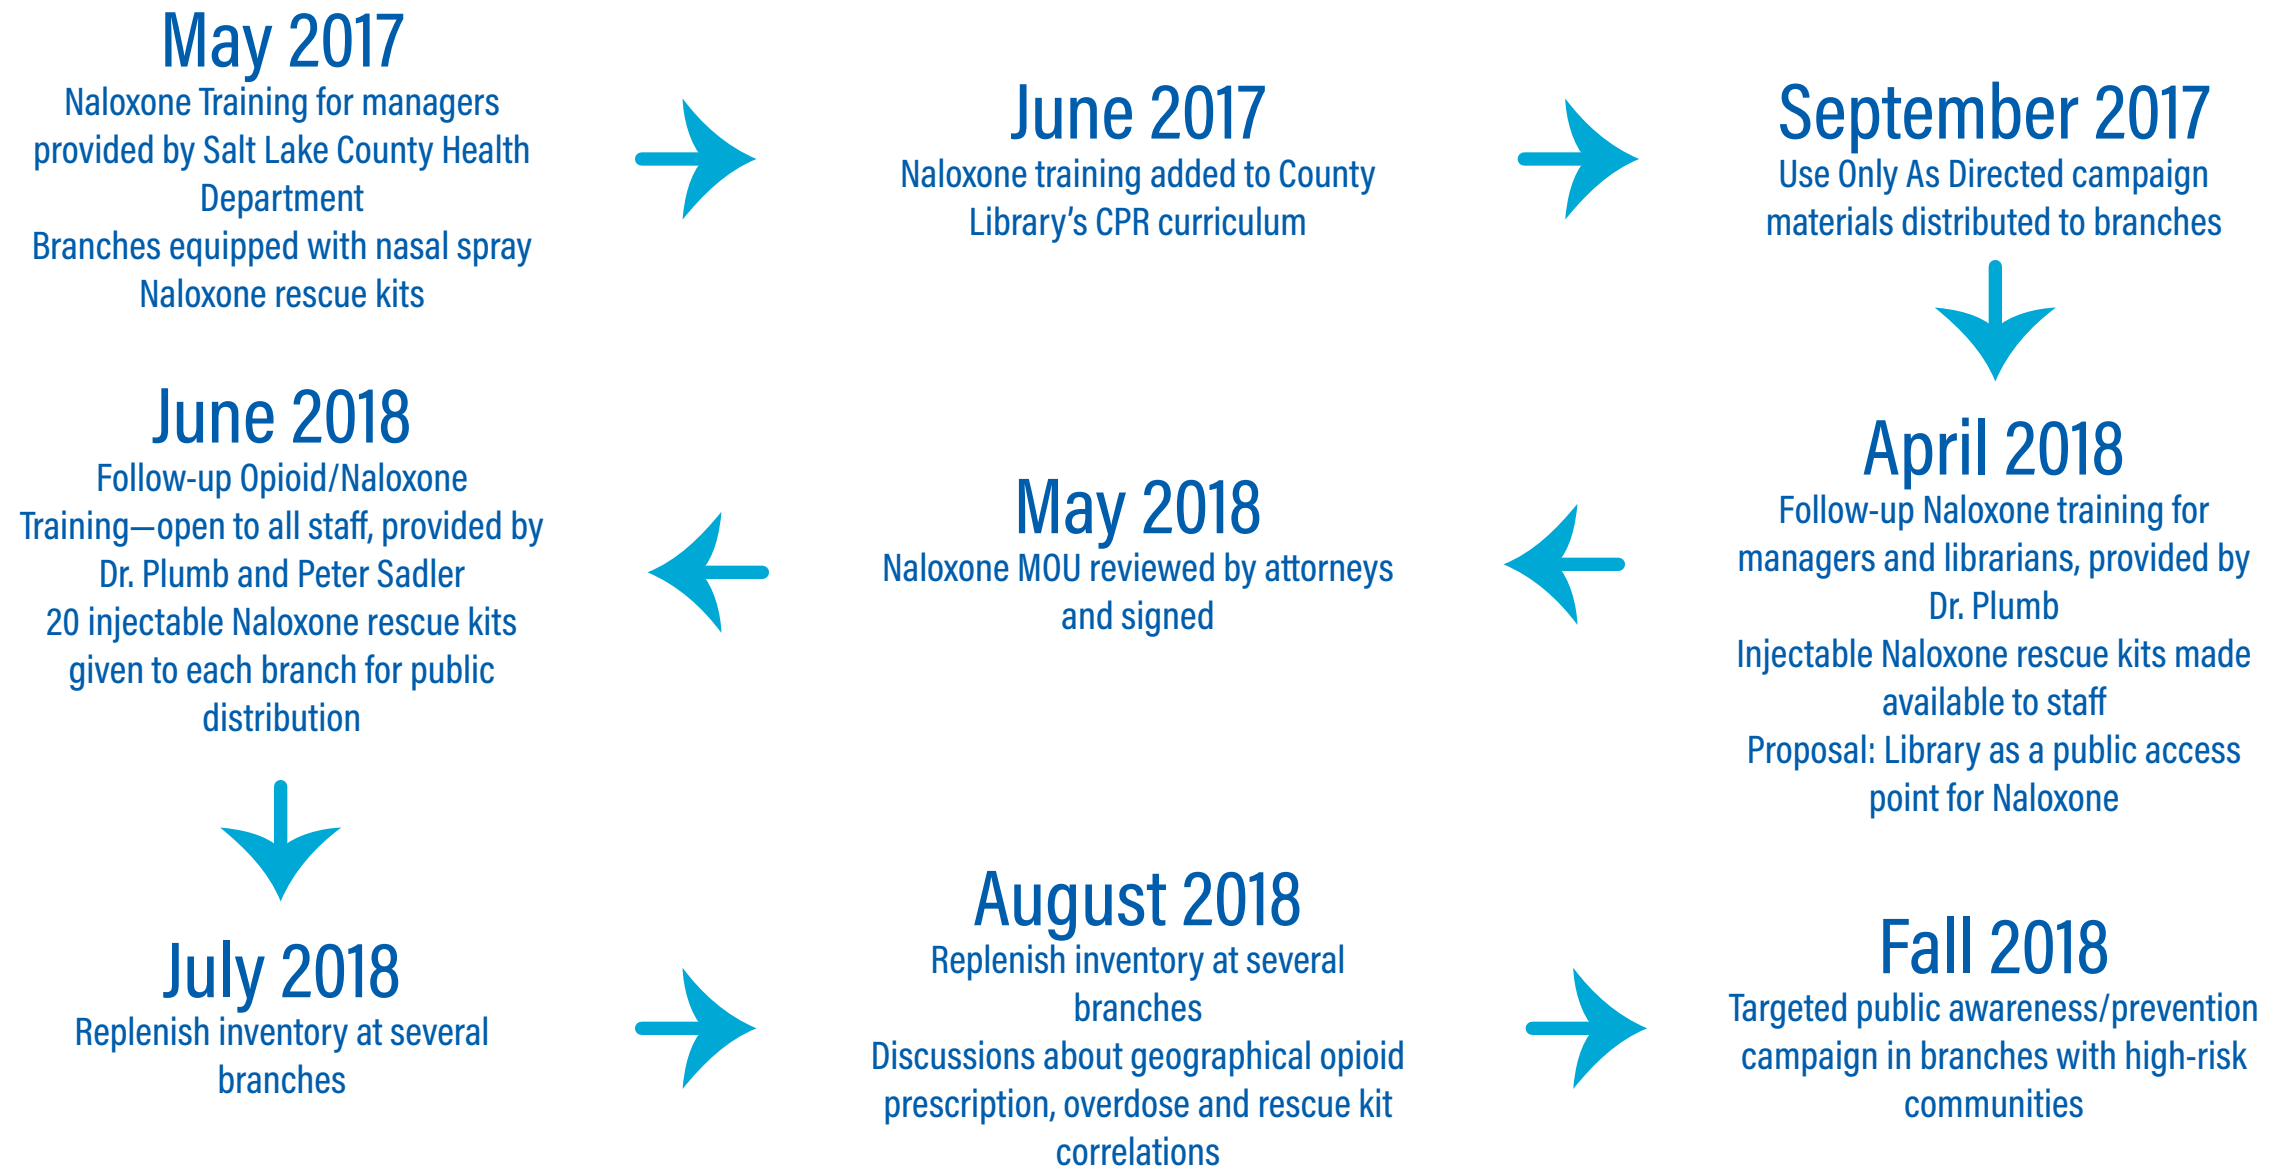 May 2017
Naloxone Training for managers
provided by Salt Lake County Health
Department
Branches equipped with nasal spray
Naloxone rescue kits
June 2017
Naloxone training added to County
Library’s CPR curriculum
September 2017
Use Only As Directed campaign
materials distributed to branches
April 2018
Follow-up Naloxone training for
managers and librarians, provided by
Dr. Plumb
Injectable Naloxone rescue kits made
available to staff
Proposal: Library as a public access
point for Naloxone
May 2018
Naloxone MOU reviewed by attorneys
and signed
June 2018
Follow-up Opioid/Naloxone
Training—open to all staff, provided by
Dr. Plumb and Peter Sadler
20 injectable Naloxone rescue kits
given to each branch for public
distribution
July 2018
Replenish inventory at several
branches
August 2018
Replenish inventory at several
branches
Discussions about geographical opioid
prescription, overdose and rescue kit
correlations
Fall 2018
Targeted public awareness/prevention
campaign in branches with high-risk
communities